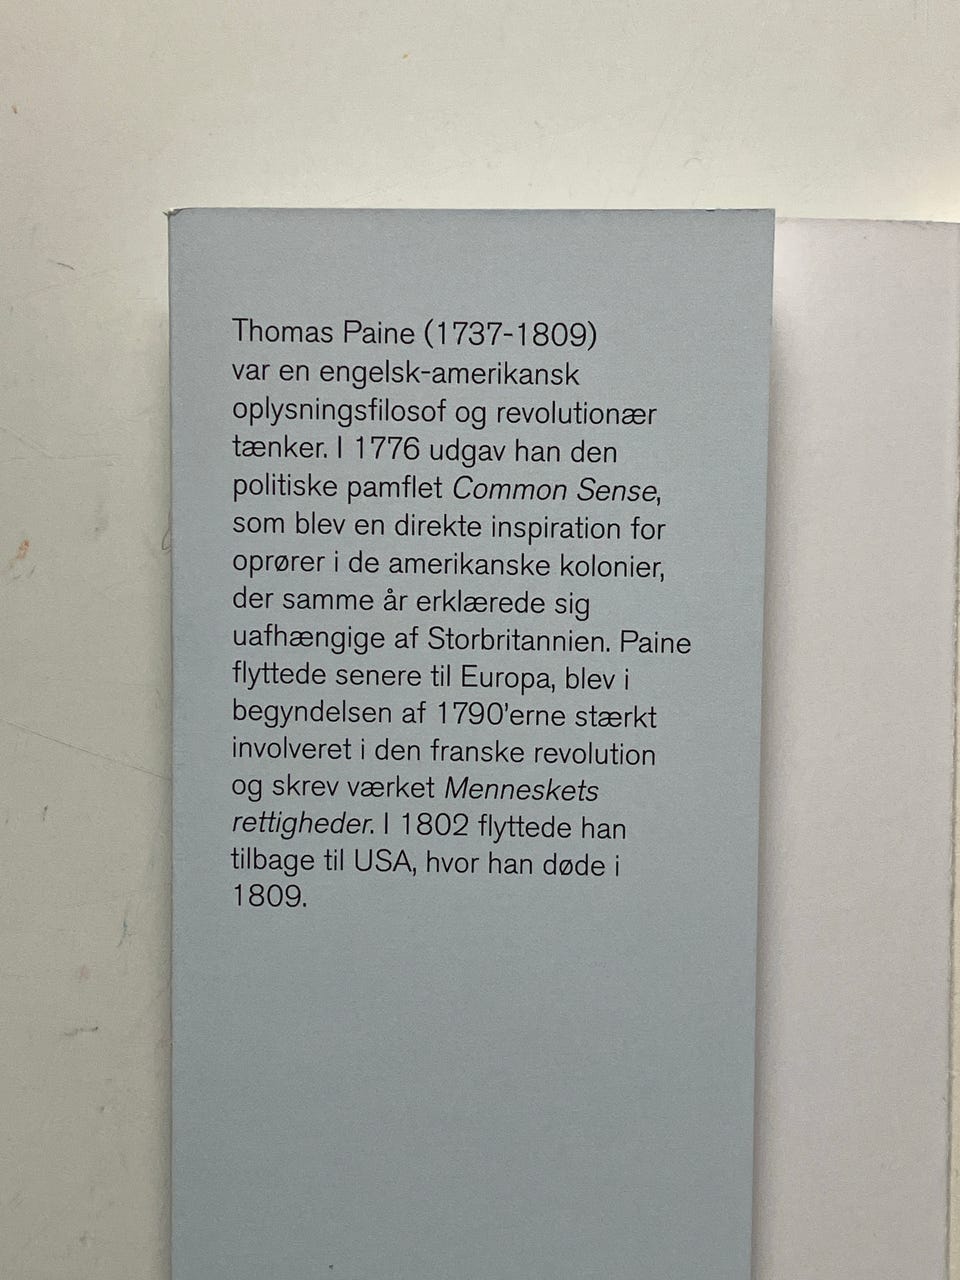 Thomas Paine (1737-1809)
var en engelsk-amerikansk
oplysningsfilosof og revolutionær
tænker. I 1776 udgav han den
politiske pamflet Common Sense,
som blev en direkte inspiration for
oprører i de amerikanske kolonier,
der samme år erklærede sig
uafhængige af Storbritannien. Paine
flyttede senere til Europa, blev i
begyndelsen af 1790'erne stærkt
involveret i den franske revolution
og skrev værket Menneskets
rettigheder. I 1802 flyttede han
tilbage til USA, hvor han døde i
1809.